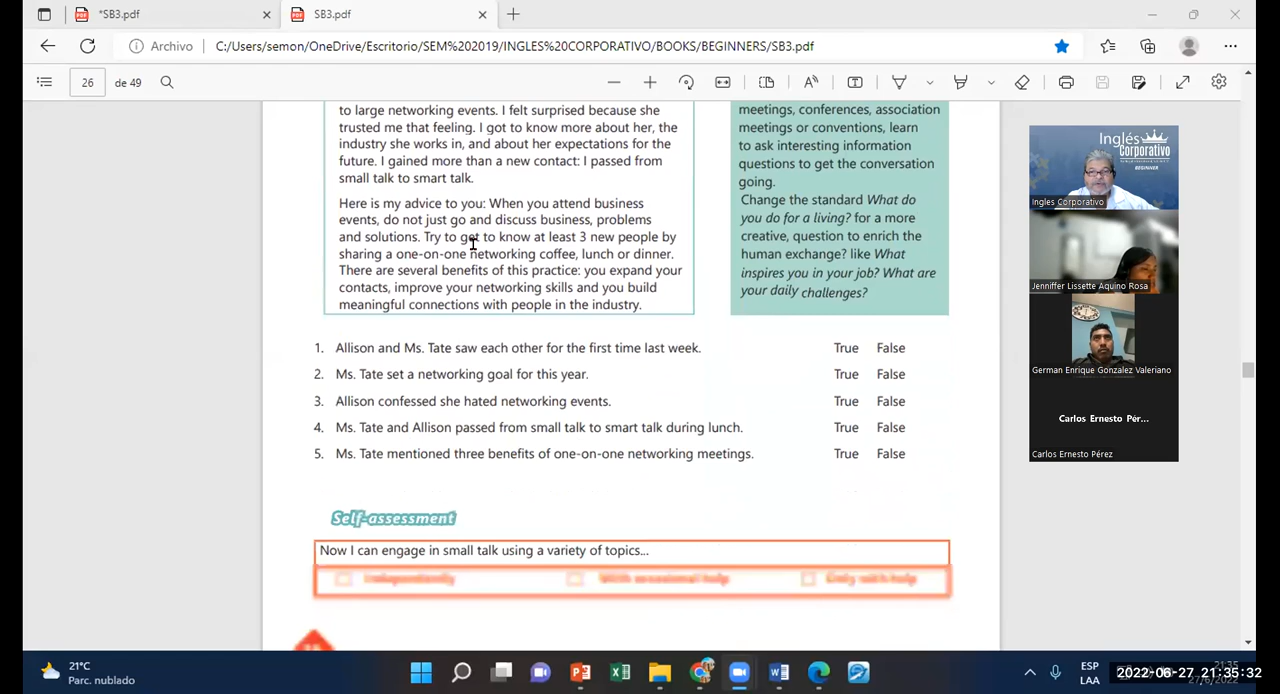 *SB3.pdf
SB3.pdf
Archivo
C:/Users/semon/OneDrive/Escritorio/SEM%202019/INGLES%20CORPORATIVO/BOOKS/BEGINNERS/SB3.pdf
26
de 49
to large networking events. I felt surprised because she
trusted me that feeling. I got to know more about her, the
industry she works in, and about her expectations for the
future. I gained more than a new contact: I passed from
small talk to smart talk.
Here is my advice to you: When you attend business
events, do not just go and discuss business, problems
and solutions. Try to get to know at least 3 new people by
sharing a one-on-one networking coffee, lunch or dinner.
There are several benefits of this practice: you expand your
contacts, improve your networking skills and you build
meaningful connections with people in the industry.
meetings, conferences, association
meetings or conventions, learn
to ask interesting information
questions to get the conversation
going.
Change the standard What do
you do for a living? for a more
creative, question to enrich the
human exchange? like What
inspires you in your job? What are
your daily challenges?
1. Allison and Ms. Tate saw each other for the first time last week. True False
2. Ms. Tate set a networking goal for this year. True False
3. Allison confessed she hated networking events. True False
4. Ms. Tate and Allison passed from small talk to smart talk during lunch. True False
5. Ms. Tate mentioned three benefits of one-on-one networking meetings. True False
Self-assessment
Now I can engage in small talk using a variety of topics...
Independently With occasional help Only with help
Inglés
Corporativo
BEGINNER
Ingles Corporativo
Jenniffer Lissette Aquino Rosa
German Enrique Gonzalez Valeriano
Carlos Ernesto Pér...
Carlos Ernesto Pérez
21°C
Parc. nublado
ESP
LAA
2022-06-27, 21:35:32